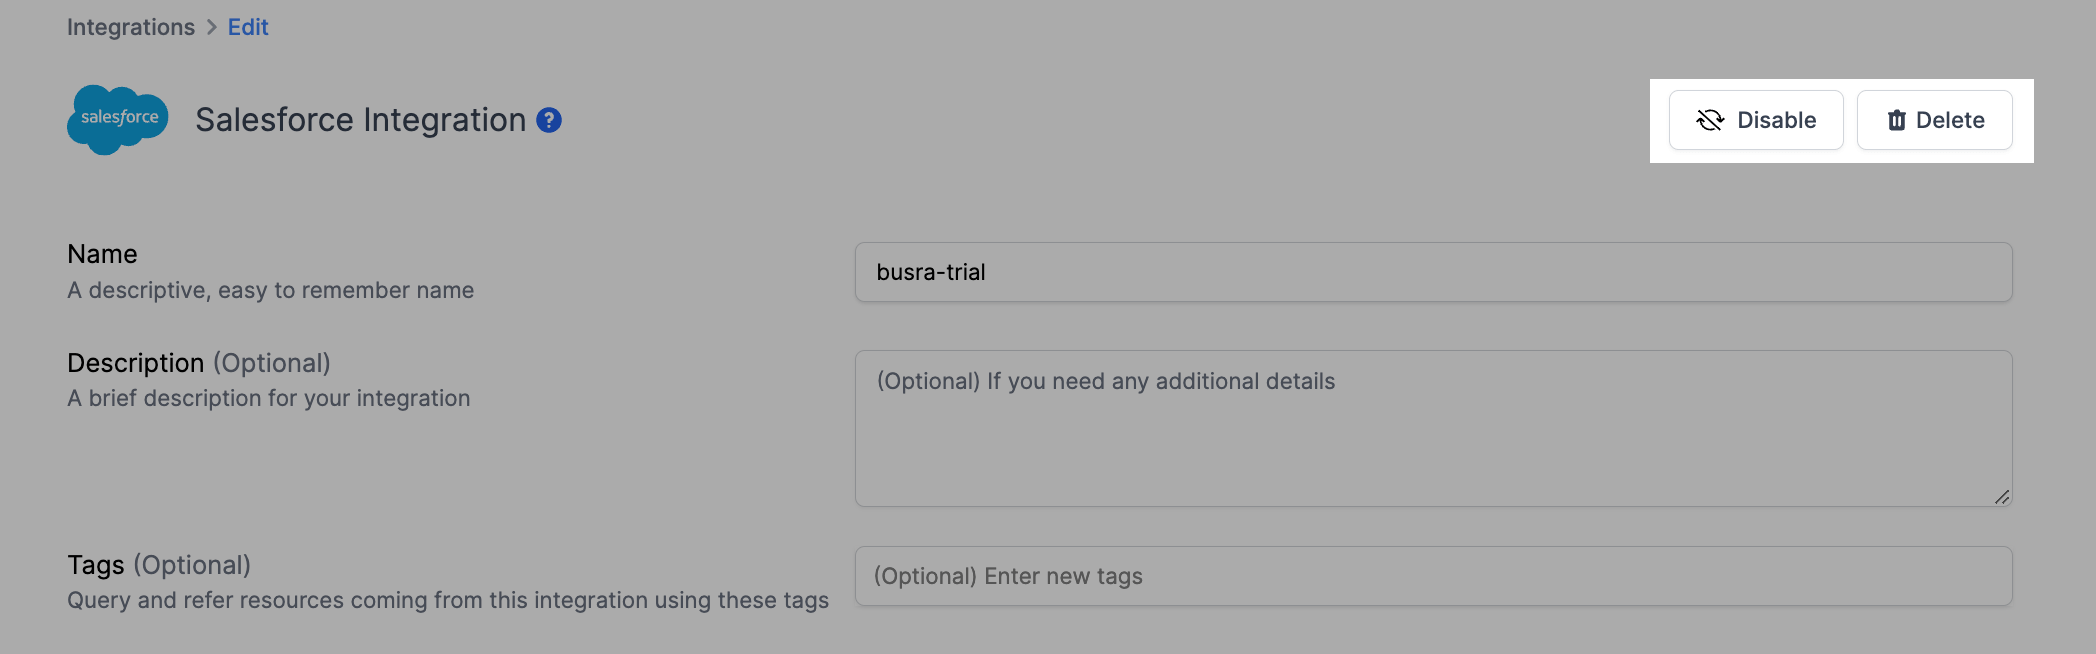 Integrations > Edit
salesforce
Salesforce Integration ?
Disable
Delete
Name
A descriptive, easy to remember name
busra-trial
Description (Optional)
A brief description for your integration
(Optional) If you need any additional details
Tags (Optional)
Query and refer resources coming from this integration using these tags
(Optional) Enter new tags